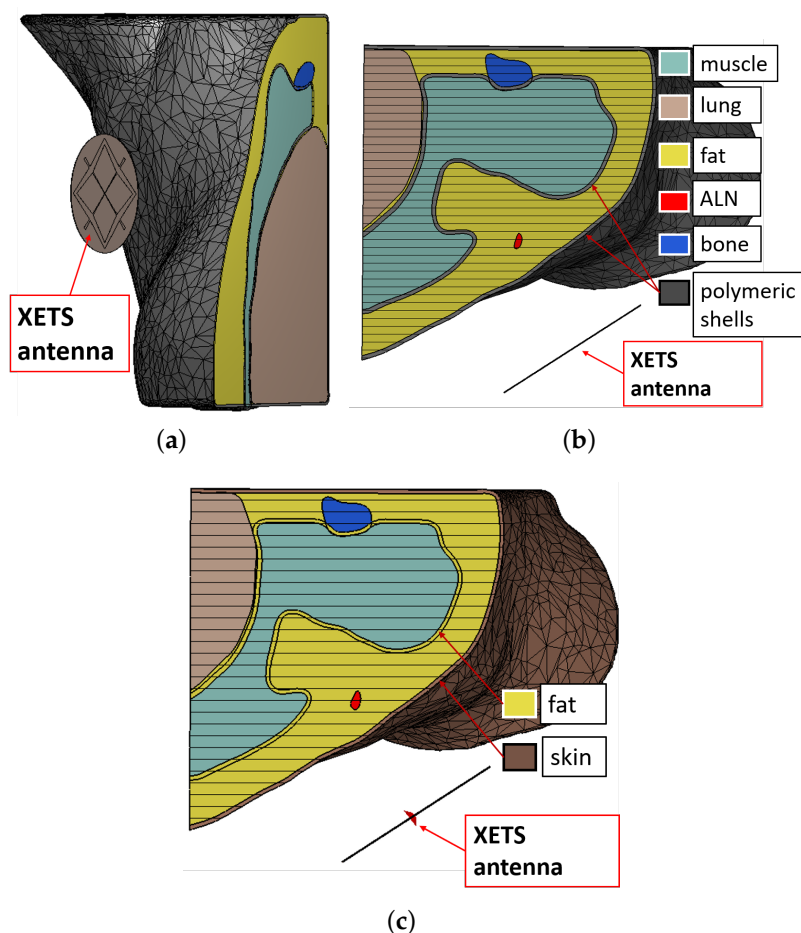 XETS
antenna
(a)
muscle
lung
fat
ALN
bone
polymeric
shells
XETS
antenna
(b)
fat
skin
XETS
antenna
(c)